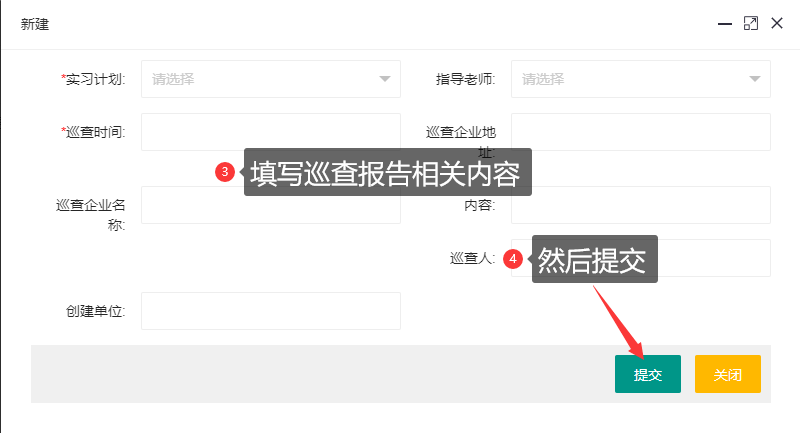 新建
*实习计划: 请选择 指导老师: 请选择
*巡查时间: 巡查企业地
址:
3 填写巡查报告相关内容
巡查企业名 内容:
称:
巡查人: 4 然后提交
创建单位:
提交 关闭